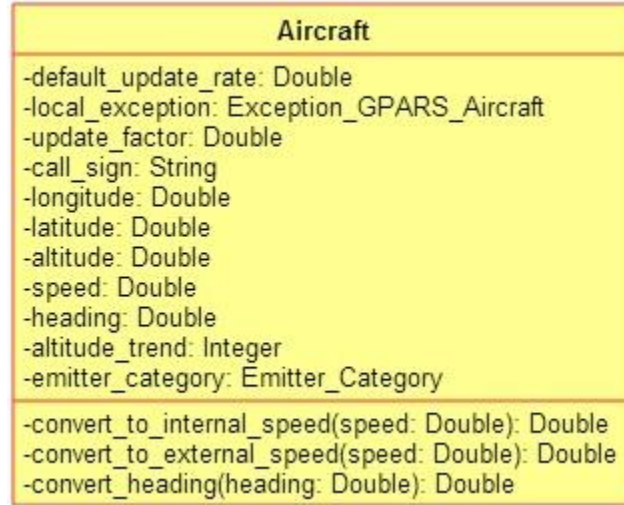 Aircraft
-default_update_rate: Double
-local_exception: Exception_GPARS_Aircraft
-update_factor: Double
-call_sign: String
-longitude: Double
-latitude: Double
-altitude: Double
-speed: Double
-heading: Double
-altitude_trend: Integer
-emitter_category: Emitter_Category
-convert_to_internal_speed(speed: Double): Double
-convert_to_external_speed(speed: Double): Double
-convert_heading(heading: Double): Double